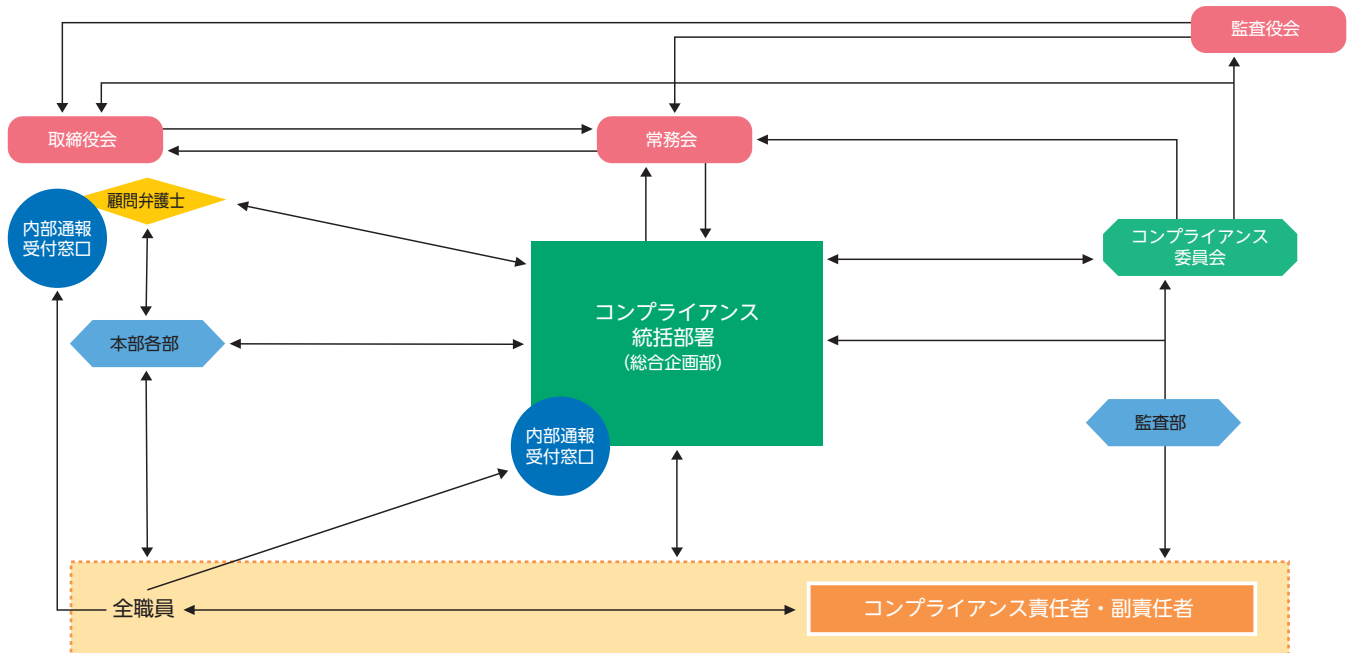 監査役会
取締役会
常務会
顧問弁護士
内部通報
受付窓口
コンプライアンス
委員会
コンプライアンス
統括部署
（総合企画部）
本部各部
監査部
内部通報
受付窓口
全職員
コンプライアンス責任者・副責任者